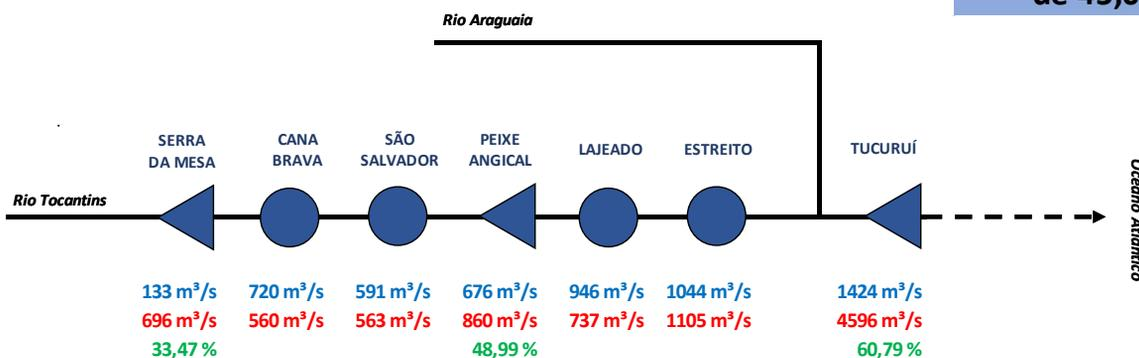 Rio Araguaia
SERRA
DA MESA
CANA
BRAVA
SÃO
SALVADOR
PEIXE
ANGICAL
LAJEADO
ESTREITO
TUCURUÍ
Rio Tocantins
Oceano Atlântico
133 m³/s 720 m³/s 591 m³/s 676 m³/s 946 m³/s 1044 m³/s 1424 m³/s
696 m³/s 560 m³/s 563 m³/s 860 m³/s 737 m³/s 1105 m³/s 4596 m³/s
33,47 % 48,99 % 60,79 %